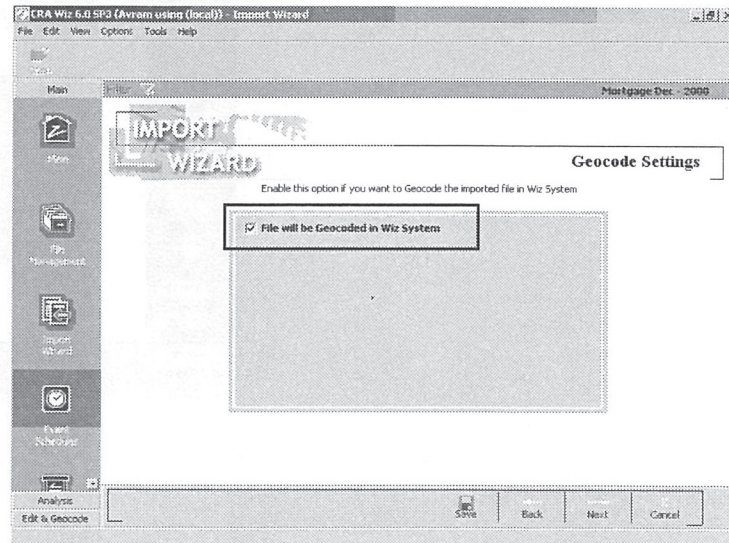 CRA Wiz 6.0 SP3 (Avram using (local)) - Import Wizard
File Edit View Options Tools Help
Main
Filter
Mortgage Dec - 2000
IMPORT
WIZARD
Geocode Settings
Enable this option if you want to Geocode the imported file in Wiz System
File will be Geocoded in Wiz System
Main
File Management
Import Wizard
Event Scheduler
Analysis
Edit & Geocode
Save Back Next Cancel